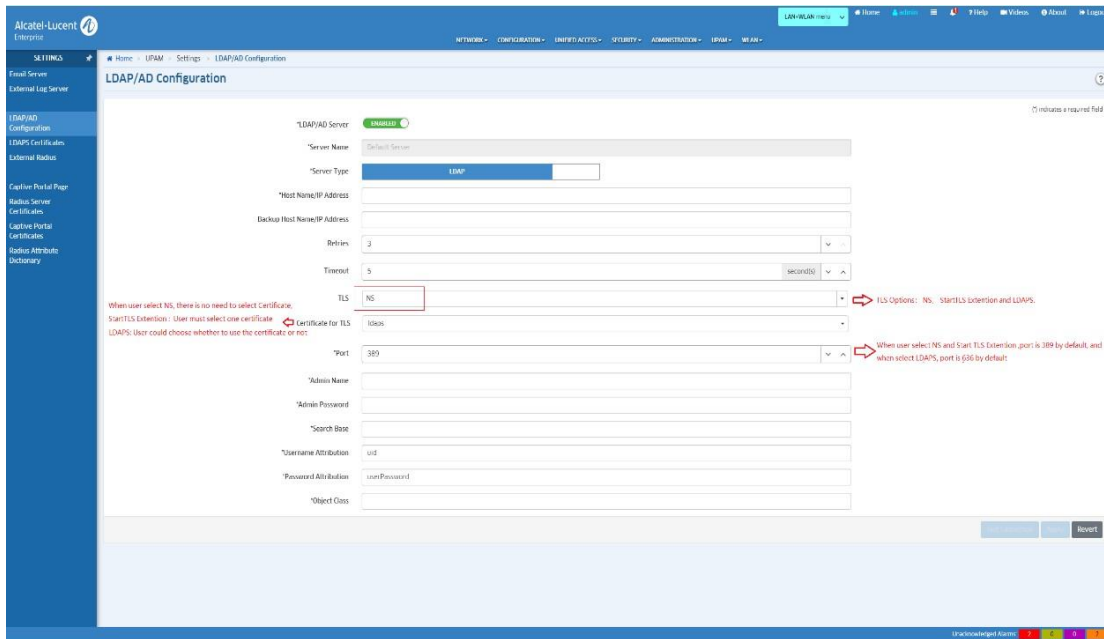 Alcatel-Lucent
Enterprise
LAN+WLAN menu
Home
admin
? Help
Videos
About
Logou
NETWORK
CONFIGURATION
UNIFIED ACCESS
SECURITY
ADMINISTRATION
UPAM
WLAN
SETTINGS
Home > UPAM > Settings > LDAP/AD Configuration
Email Server
External Log Server
LDAP/AD
Configuration
LDAPS Certificates
External Radius
Captive Portal Page
Radius Server
Certificates
Captive Portal
Certificates
Radius Attribute
Dictionary
LDAP/AD Configuration
(*) indicates a required field
*LDAP/AD Server
ENABLED
*Server Name
Default Server
*Server Type
LDAP
*Host Name/IP Address
Backup Host Name/IP Address
Retries
3
Timeout
5
second(s)
TLS
NS
TLS Options: NS, StartTLS Extention and LDAPS.
When user select NS, there is no need to select Certificate,
StartTLS Extention : User must select one certificate
LDAPS: User could choose whether to use the certificate or not
Certificate for TLS
ldaps
*Port
389
When user select NS and Start TLS Extention ,port is 389 by default, and
when select LDAPS, port is 636 by default
*Admin Name
*Admin Password
*Search Base
*Username Attribution
uid
*Password Attribution
userPassword
*Object Class
Revert
Unacknowledged Alarms